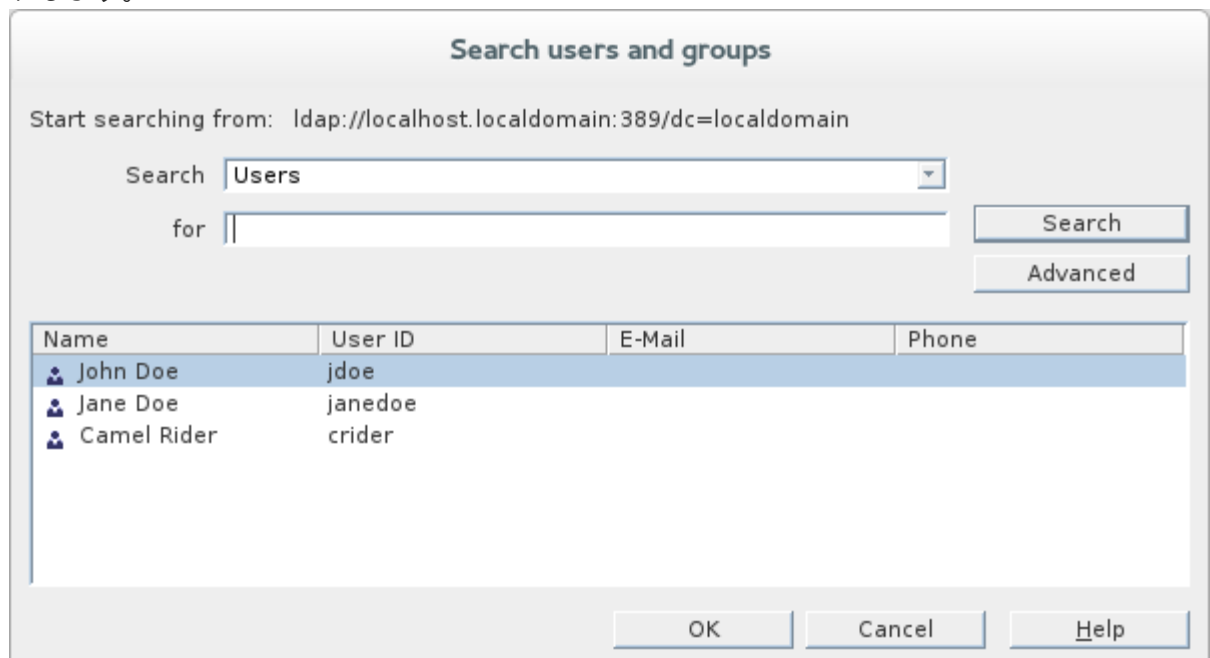 Search users and groups
Start searching from: ldap://localhost.localdomain:389/dc=localdomain
Search Users
for
Search
Advanced
Name User ID E-Mail Phone
John Doe jdoe
Jane Doe janedoe
Camel Rider crider
OK Cancel Help